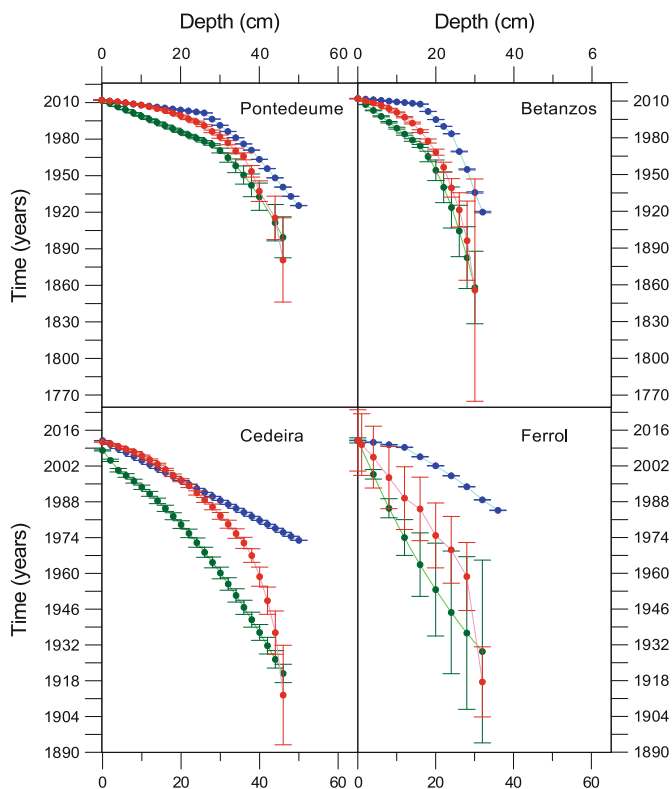 Depth (cm) Depth (cm)
0 20 40 60 0 20 40 6
Pontedeume Betanzos
2010 2010
1980 1980
1950 1950
1920 1920
1890 1890
1860 1860
1830 1830
1800 1800
1770 1770
Time (years)
Cedeira Ferrol
2016 2016
2002 2002
1988 1988
1974 1974
1960 1960
1946 1946
1932 1932
1918 1918
1904 1904
1890 1890
Time (years)
0 20 40 60 0 20 40 60